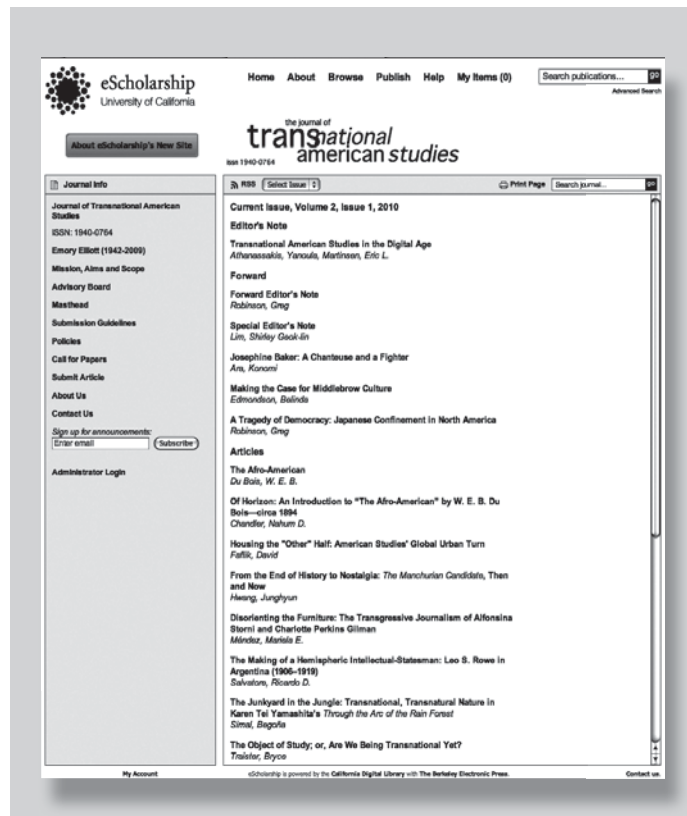 eScholarship
University of California
Home About Browse Publish Help My Items (0)
Search publications... go
Advanced Search
About eScholarship's New Site
the journal of
transnational
american studies
issn 1940-0764
Journal Info
Journal of Transnational American
Studies
ISSN: 1940-0764
Emory Elliott (1942-2009)
Mission, Aims and Scope
Advisory Board
Masthead
Submission Guidelines
Policies
Call for Papers
Submit Article
About Us
Contact Us
Sign up for announcements:
Enter email Subscribe
Administrator Login
RSS Select Issue Print Page Search journal... go
Current Issue, Volume 2, Issue 1, 2010
Editor's Note
Transnational American Studies in the Digital Age
Athanassakis, Yanoula, Martinsen, Eric L.
Forward
Forward Editor's Note
Robinson, Greg
Special Editor's Note
Lim, Shirley Geok-lin
Josephine Baker: A Chanteuse and a Fighter
Ara, Konomi
Making the Case for Middlebrow Culture
Edmondson, Belinda
A Tragedy of Democracy: Japanese Confinement in North America
Robinson, Greg
Articles
The Afro-American
Du Bois, W. E. B.
Of Horizon: An Introduction to "The Afro-American" by W. E. B. Du
Bois—circa 1894
Chandler, Nahum D.
Housing the "Other" Half: American Studies' Global Urban Turn
Faflik, David
From the End of History to Nostalgia: The Manchurian Candidate, Then
and Now
Hwang, Junghyun
Disorienting the Furniture: The Transgressive Journalism of Alfonsina
Storni and Charlotte Perkins Gilman
Méndez, Mariela E.
The Making of a Hemispheric Intellectual-Statesman: Leo S. Rowe in
Argentina (1906–1919)
Salvatore, Ricardo D.
The Junkyard in the Jungle: Transnational, Transnatural Nature in
Karen Tei Yamashita's Through the Arc of the Rain Forest
Simal, Begoña
The Object of Study; or, Are We Being Transnational Yet?
Traister, Bryce
My Account eScholarship is powered by the California Digital Library with The Berkeley Electronic Press. Contact us.